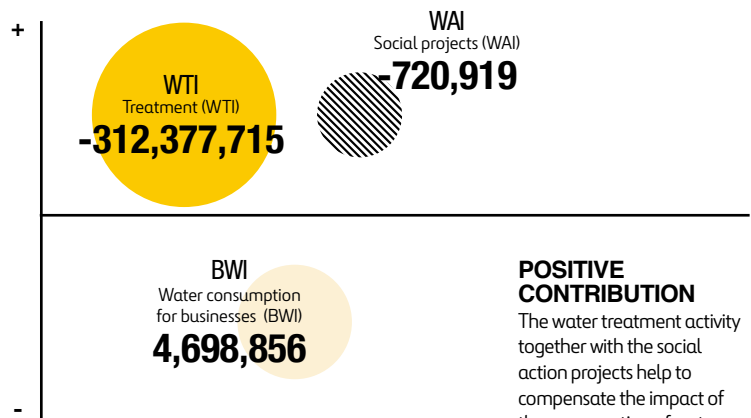 +
WTI
Treatment (WTI)
-312,377,715
WAI
Social projects (WAI)
-720,919
BWI
Water consumption
for businesses (BWI)
4,698,856
POSITIVE
CONTRIBUTION
The water treatment activity
together with the social
action projects help to
compensate the impact of
-